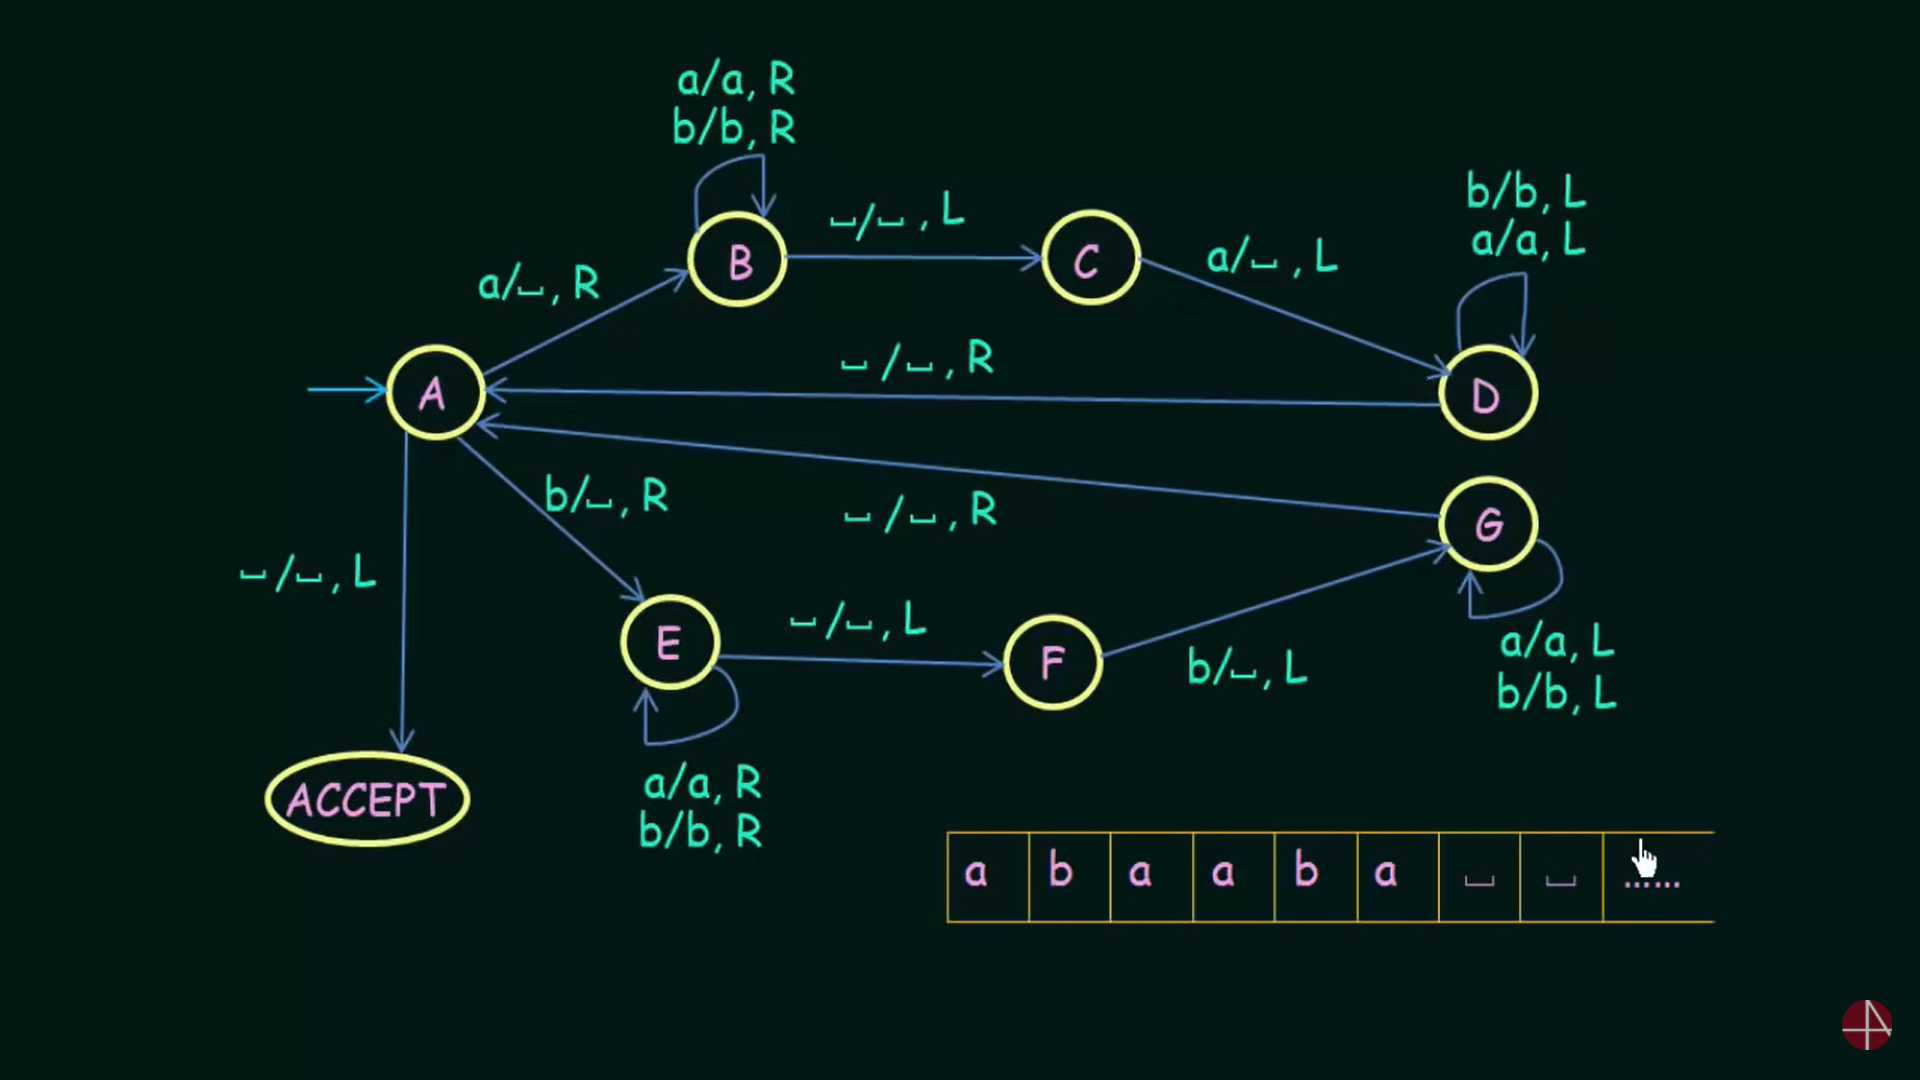 a/a, R
b/b, R
b/b, L
a/a, L
␣/␣, L
B
C
a/␣, L
a/␣, R
␣/␣, R
A
D
b/␣, R
␣/␣, R
G
␣/␣, L
␣/␣, L
E
F
b/␣, L
a/a, L
b/b, L
a/a, R
b/b, R
ACCEPT
a b a a b a ␣ ␣ ......